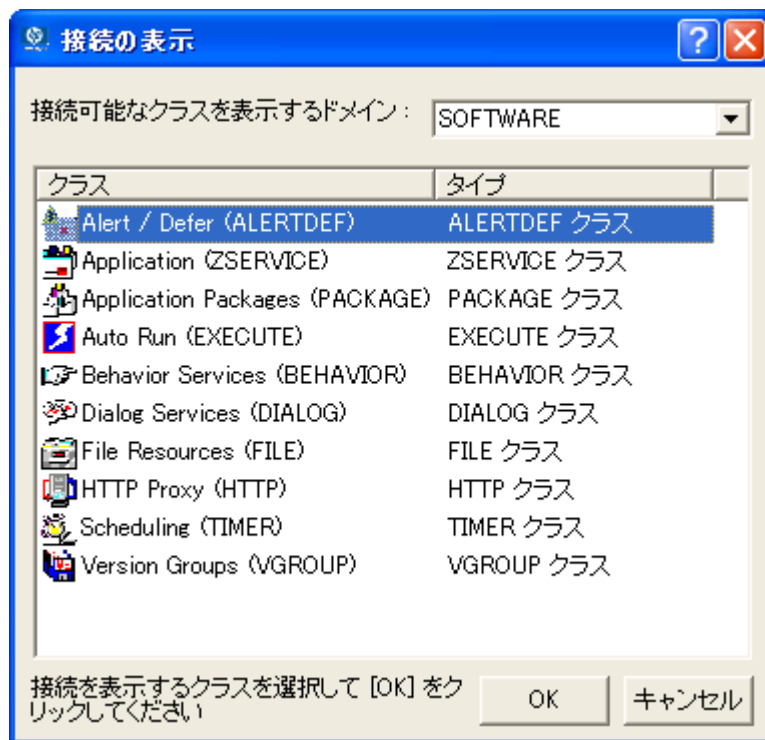 接続の表示
接続可能なクラスを表示するドメイン： SOFTWARE
クラス タイプ
Alert / Defer (ALERTDEF) ALERTDEF クラス
Application (ZSERVICE) ZSERVICE クラス
Application Packages (PACKAGE) PACKAGE クラス
Auto Run (EXECUTE) EXECUTE クラス
Behavior Services (BEHAVIOR) BEHAVIOR クラス
Dialog Services (DIALOG) DIALOG クラス
File Resources (FILE) FILE クラス
HTTP Proxy (HTTP) HTTP クラス
Scheduling (TIMER) TIMER クラス
Version Groups (VGROUP) VGROUP クラス
接続を表示するクラスを選択して [OK] をク
リックしてください
OK キャンセル